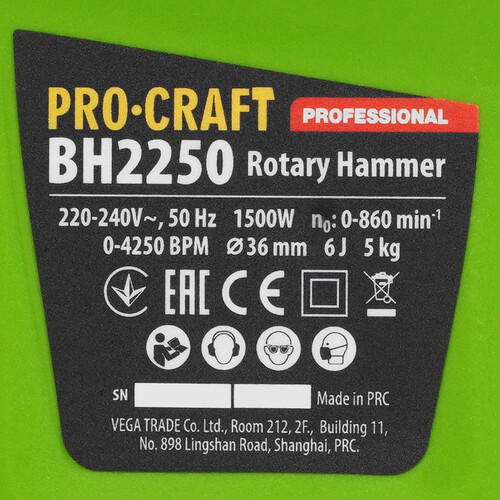 PRO·CRAFT PROFESSIONAL
BH2250 Rotary Hammer
220-240V~, 50 Hz 1500W n₀: 0-860 min⁻¹
0-4250 BPM Ø 36 mm 6 J 5 kg
EAC CE
SN Made in PRC
VEGA TRADE Co. Ltd., Room 212, 2F., Building 11,
No. 898 Lingshan Road, Shanghai, PRC.